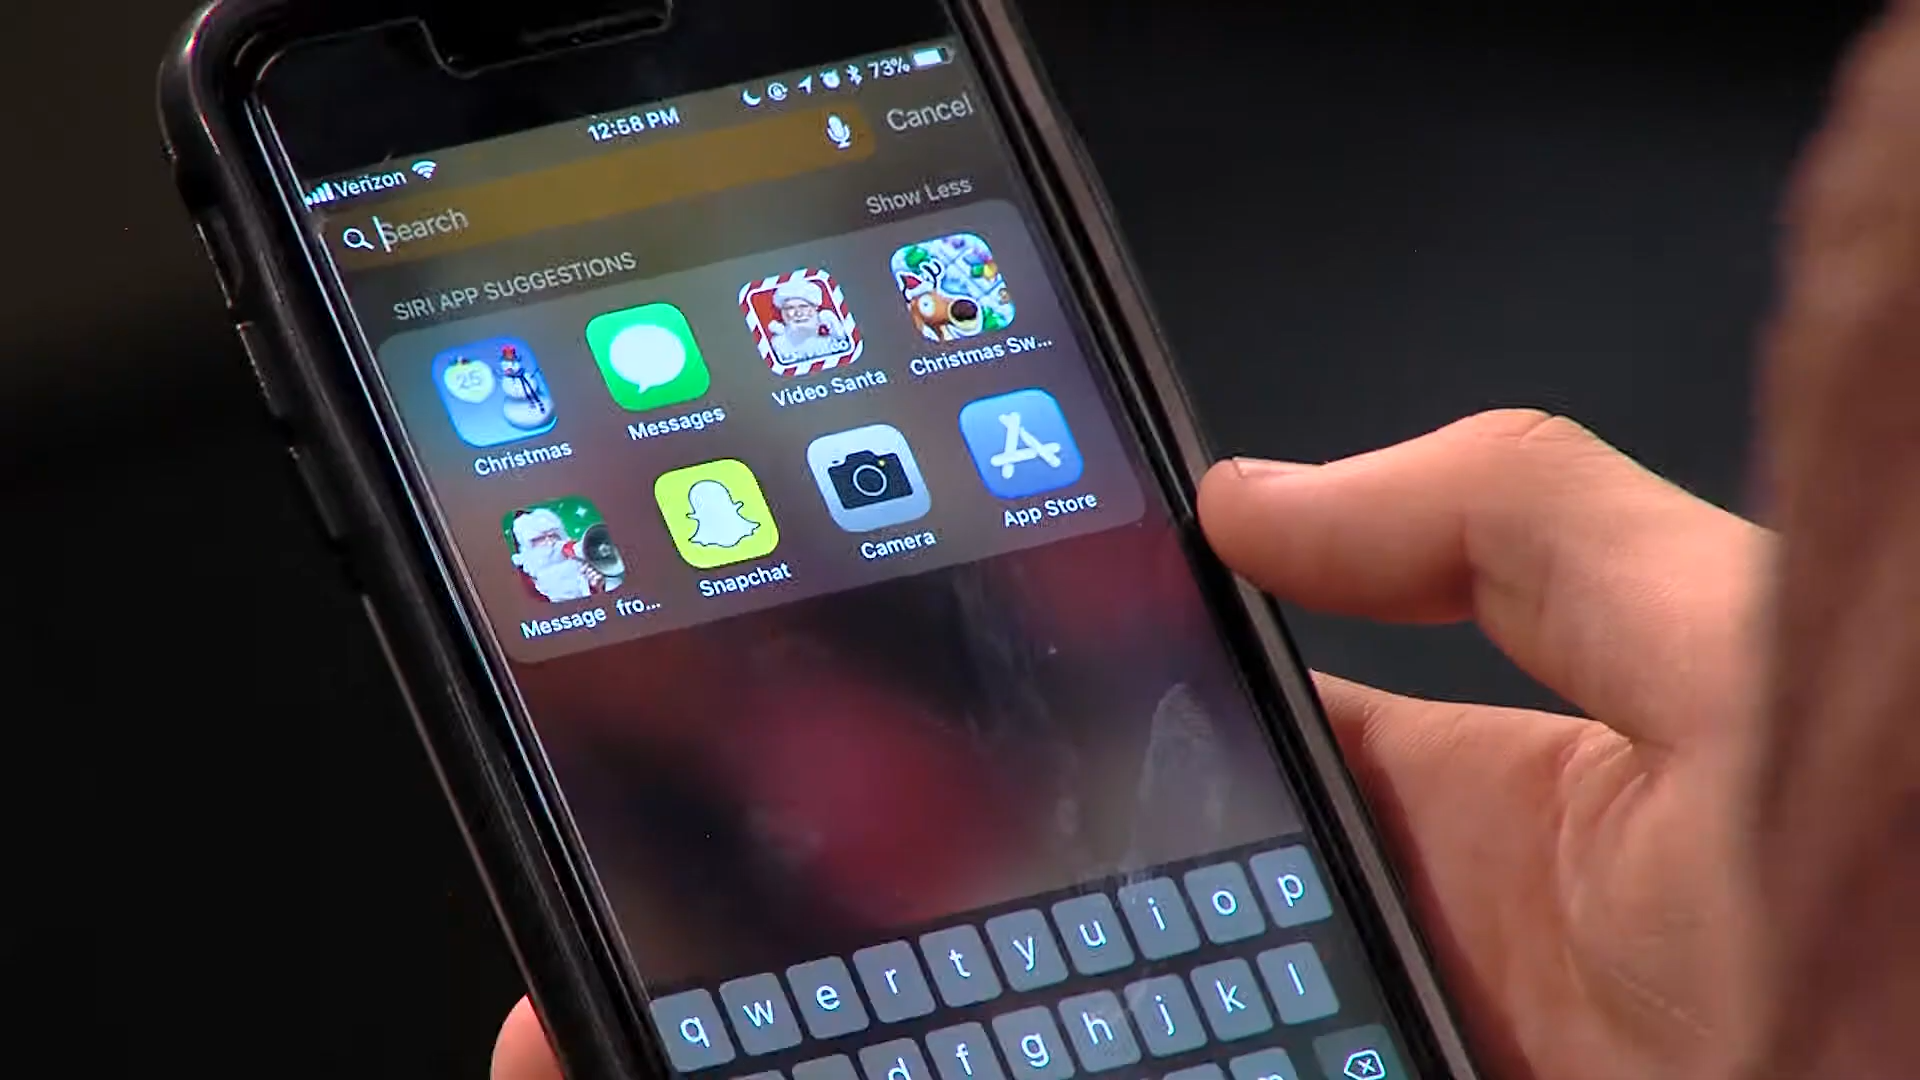 Verizon 12:58 PM 73%
Search Cancel
SIRI APP SUGGESTIONS Show Less
25
Christmas Messages Video Santa Christmas Sw...
Message fro... Snapchat Camera App Store
q w e r t y u i o p
d f g h j k l